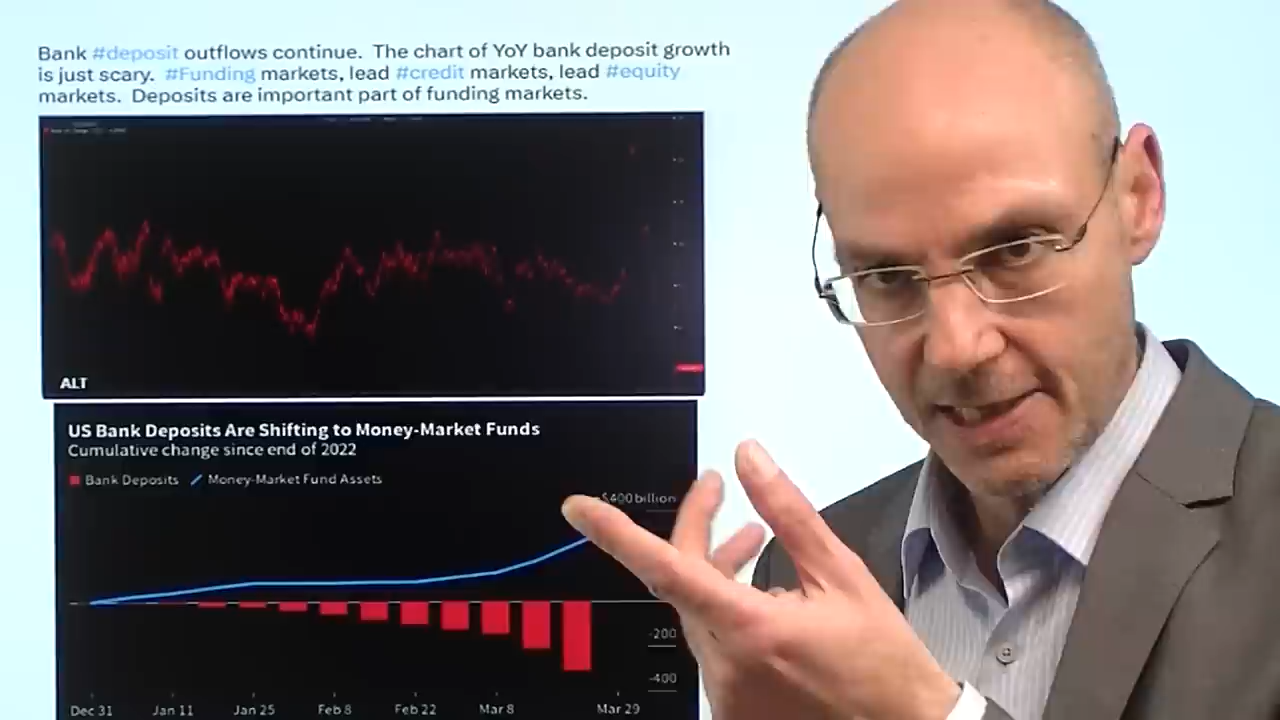 Bank #deposit outflows continue. The chart of YoY bank deposit growth
is just scary. #Funding markets, lead #credit markets, lead #equity
markets. Deposits are important part of funding markets.
ALT
US Bank Deposits Are Shifting to Money-Market Funds
Cumulative change since end of 2022
Bank Deposits Money-Market Fund Assets
$400 billion
-200
-400
Dec 31 Jan 11 Jan 25 Feb 8 Feb 22 Mar 8 Mar 29